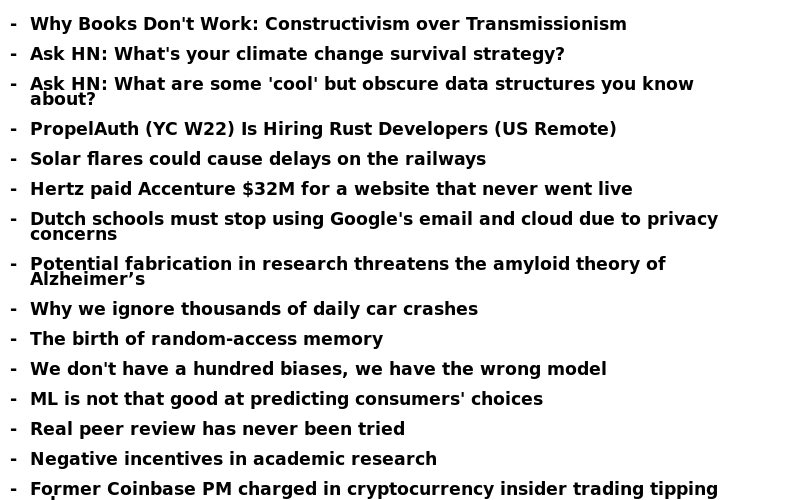 - Why Books Don't Work: Constructivism over Transmissionism
- Ask HN: What's your climate change survival strategy?
- Ask HN: What are some 'cool' but obscure data structures you know
about?
- PropelAuth (YC W22) Is Hiring Rust Developers (US Remote)
- Solar flares could cause delays on the railways
- Hertz paid Accenture $32M for a website that never went live
- Dutch schools must stop using Google's email and cloud due to privacy
concerns
- Potential fabrication in research threatens the amyloid theory of
Alzheimer’s
- Why we ignore thousands of daily car crashes
- The birth of random-access memory
- We don't have a hundred biases, we have the wrong model
- ML is not that good at predicting consumers' choices
- Real peer review has never been tried
- Negative incentives in academic research
- Former Coinbase PM charged in cryptocurrency insider trading tipping